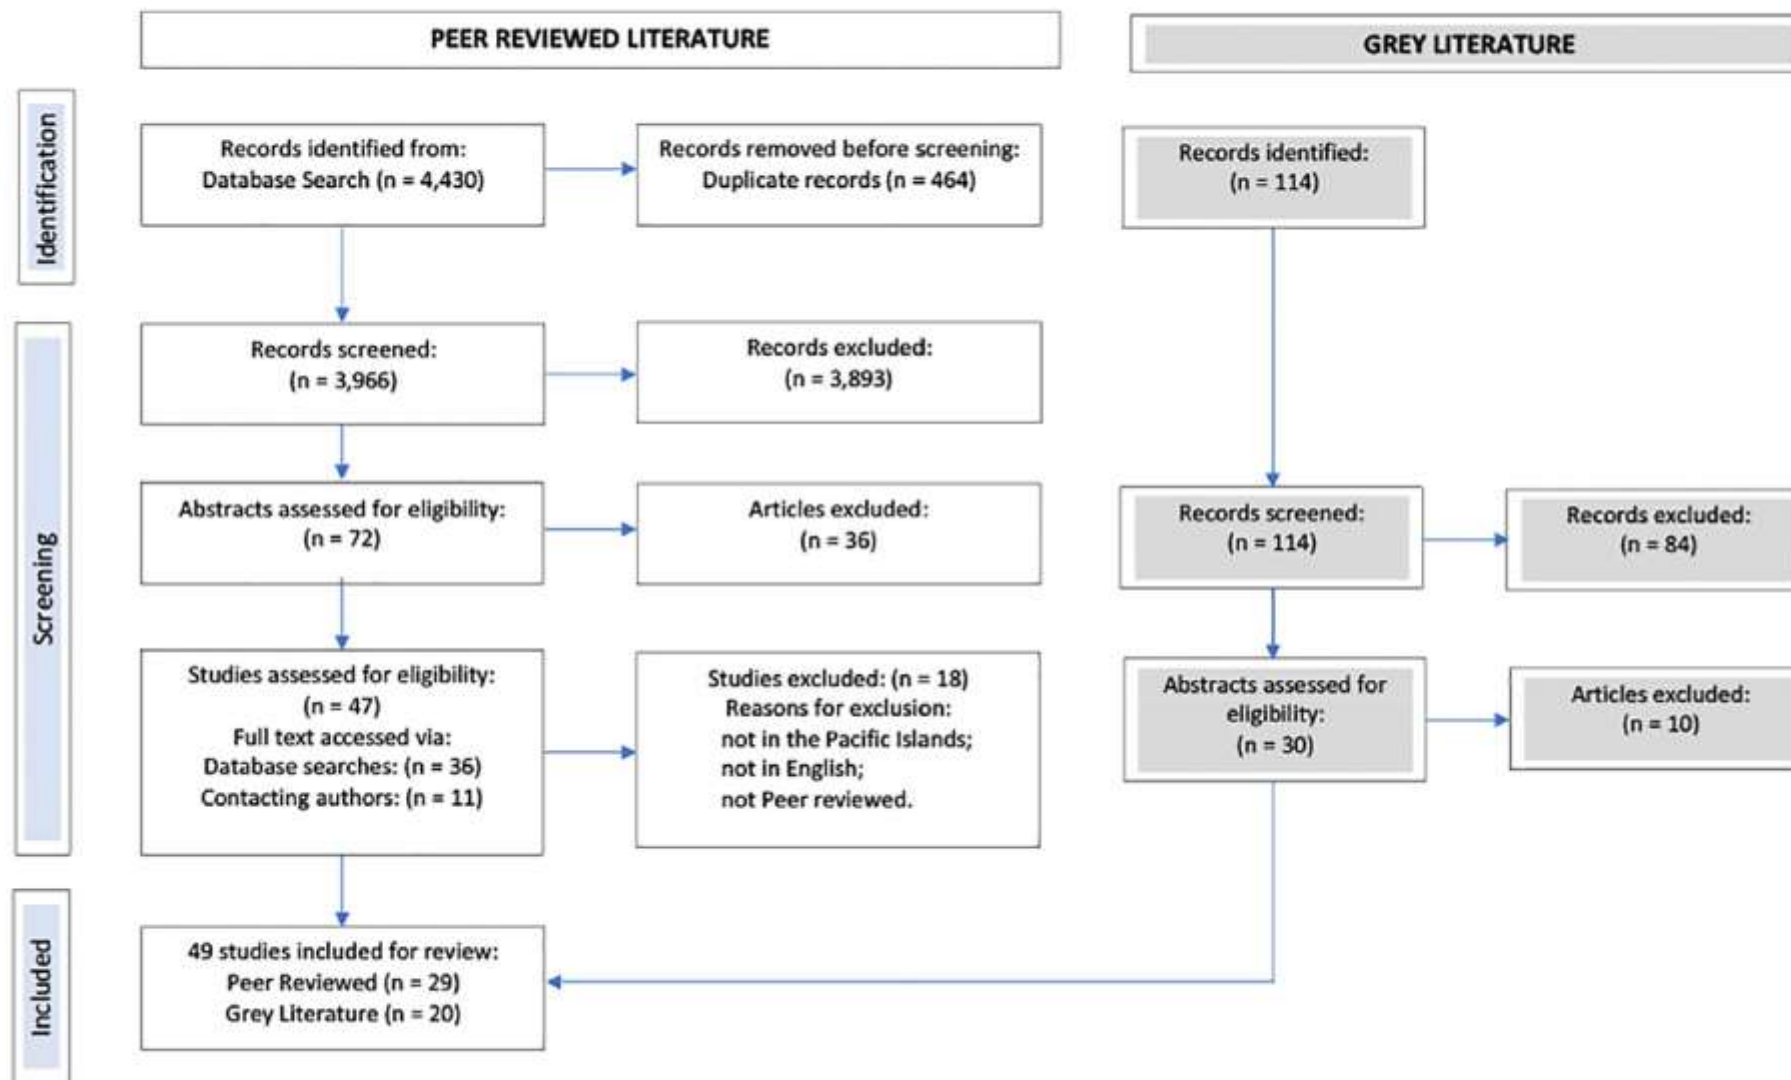 PEER REVIEWED LITERATURE
GREY LITERATURE
Identification
Records identified from:
Database Search (n = 4,430)
Records removed before screening:
Duplicate records (n = 464)
Records identified:
(n = 114)
Screening
Records screened:
(n = 3,966)
Records excluded:
(n = 3,893)
Abstracts assessed for eligibility:
(n = 72)
Articles excluded:
(n = 36)
Records screened:
(n = 114)
Records excluded:
(n = 84)
Studies assessed for eligibility:
(n = 47)
Full text accessed via:
Database searches: (n = 36)
Contacting authors: (n = 11)
Studies excluded: (n = 18)
Reasons for exclusion:
not in the Pacific Islands;
not in English;
not Peer reviewed.
Abstracts assessed for
eligibility:
(n = 30)
Articles excluded:
(n = 10)
Included
49 studies included for review:
Peer Reviewed (n = 29)
Grey Literature (n = 20)